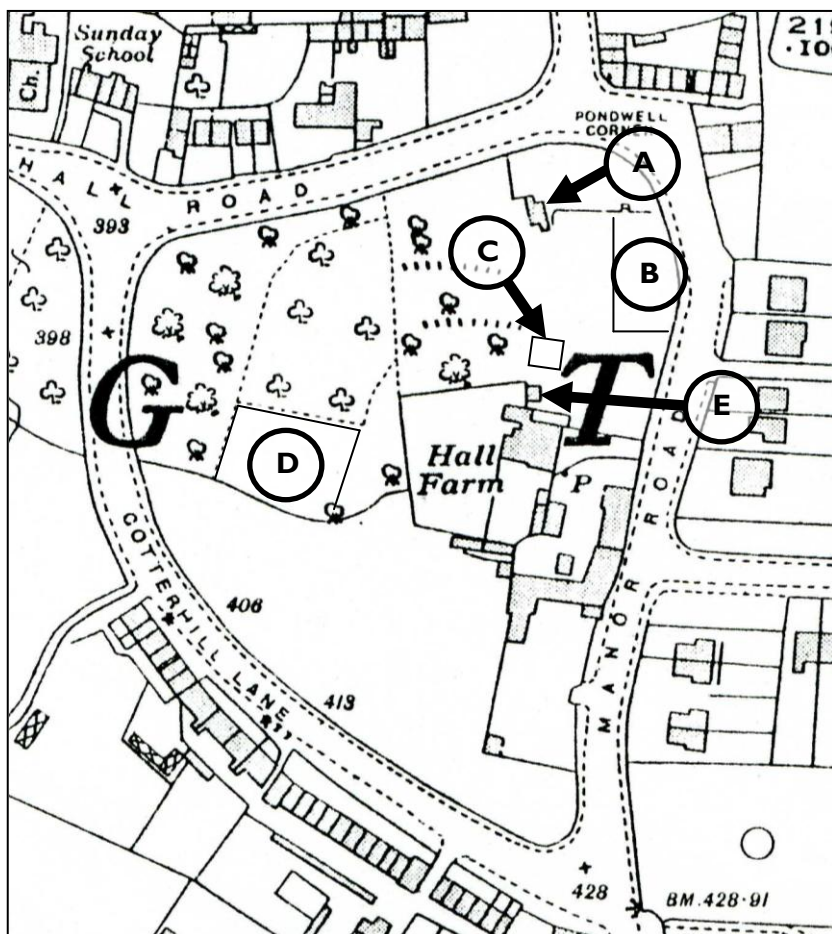 Sunday
School
Ch.
219
.10
PONDWELL
CORNER
A
HALL ROAD
393
C
B
398
G
T
E
D
Hall
Farm
P
COTTERHILL LANE
406
413
MANOR ROAD
428
BM.428·91